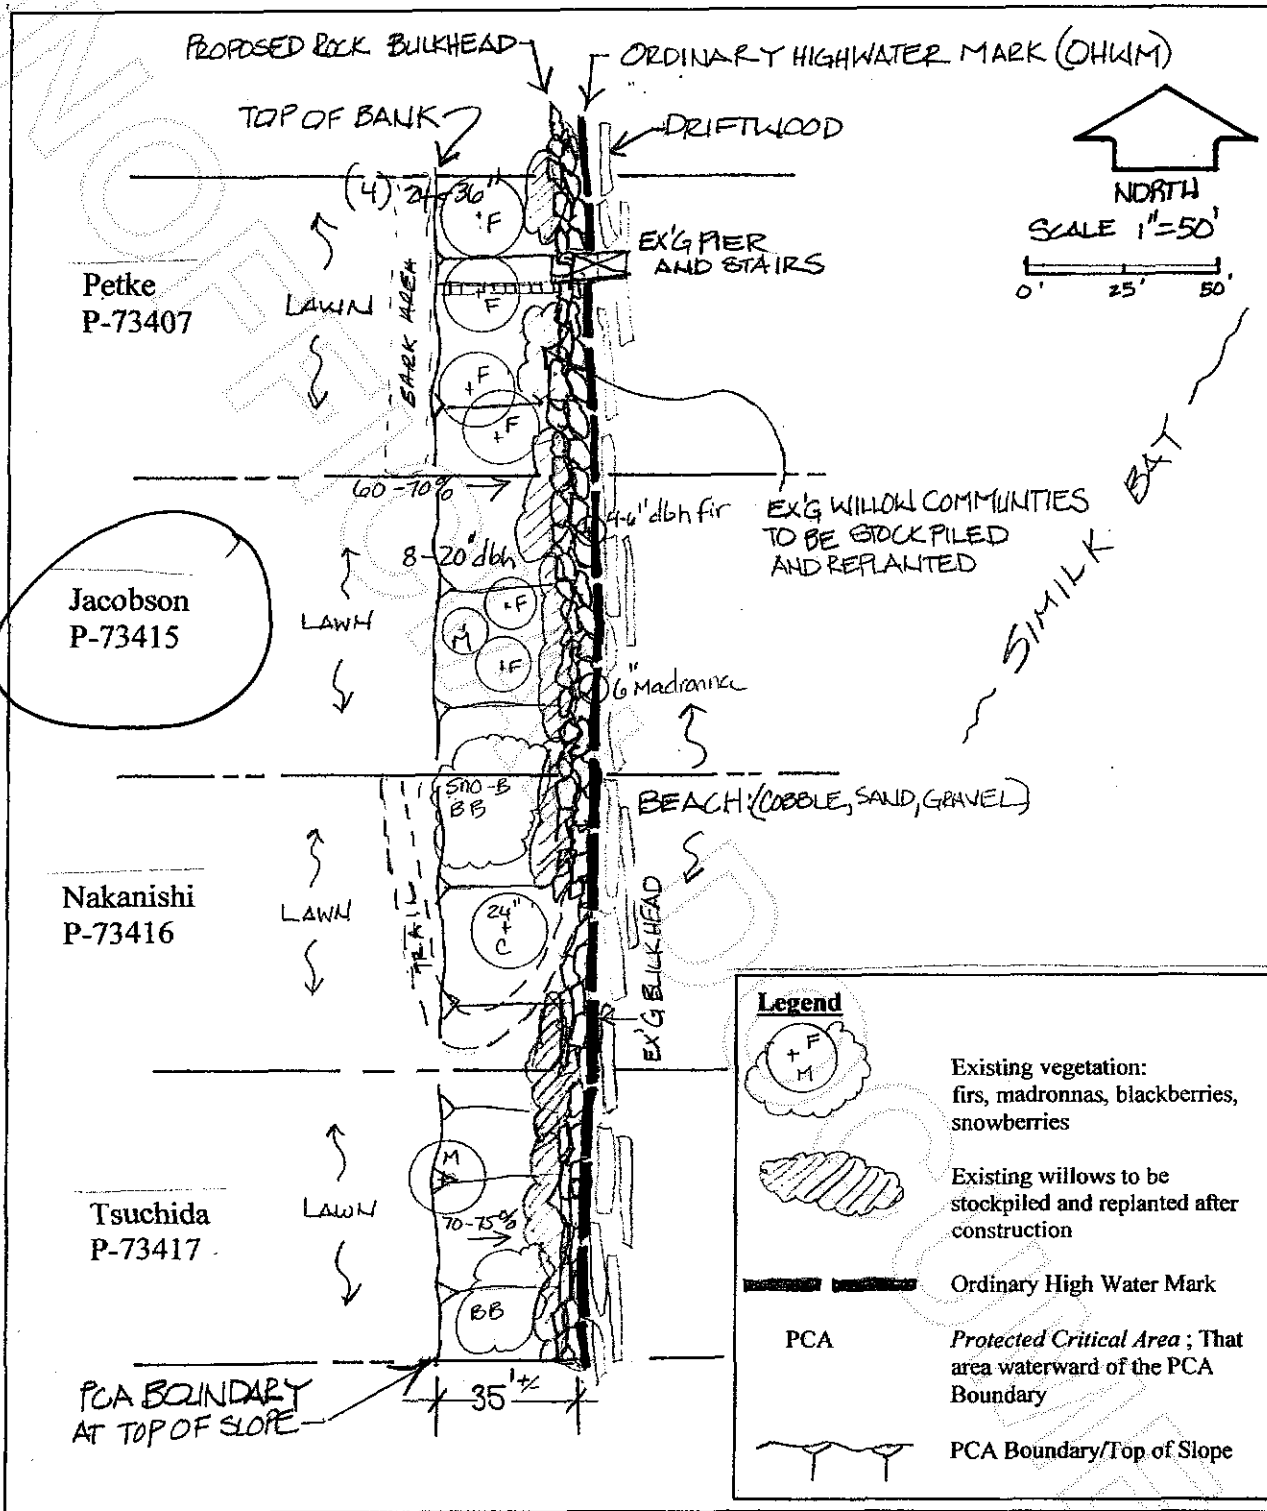 PROPOSED ROCK BULKHEAD
ORDINARY HIGHWATER MARK (OHWM)
TOP OF BANK
DRIFTWOOD
NORTH
SCALE 1"=50'
0' 25' 50'
(4) 24-36"
F
EX'G PIER
AND STAIRS
Petke
P-73407
LAWN
BARK AREA
F
F
F
60-70%
EX'G WILLOW COMMUNITIES
TO BE STOCKPILED
AND REPLANTED
4-6" dbh fir
8-20" dbh
SIMILK BAY
Jacobson
P-73415
LAWN
F
M
F
6" Madronna
Sno-B
BB
BEACH: (COBBLE, SAND, GRAVEL)
Nakanishi
P-73416
LAWN
TRAIL
24"
C
EX'G BULKHEAD
Tsuchida
P-73417
LAWN
M
70-75%
BB
PCA BOUNDARY
AT TOP OF SLOPE
35' +/-
Legend
F
M
Existing vegetation:
firs, madronnas, blackberries,
snowberries
Existing willows to be
stockpiled and replanted after
construction
Ordinary High Water Mark
PCA
Protected Critical Area ; That
area waterward of the PCA
Boundary
PCA Boundary/Top of Slope